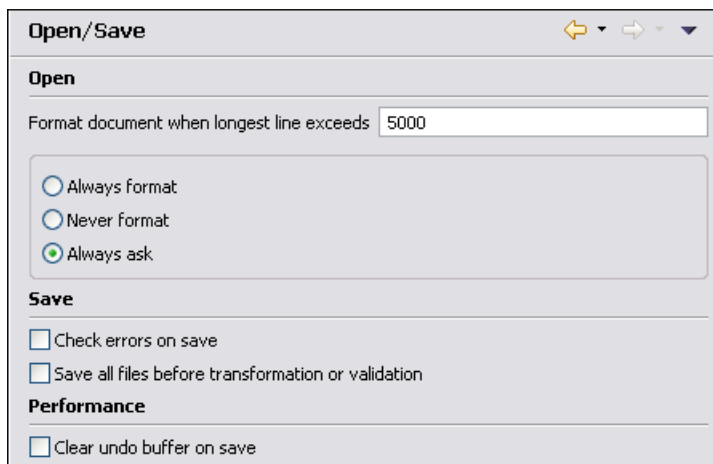 Open/Save
Open
Format document when longest line exceeds 5000
Always format
Never format
Always ask
Save
Check errors on save
Save all files before transformation or validation
Performance
Clear undo buffer on save